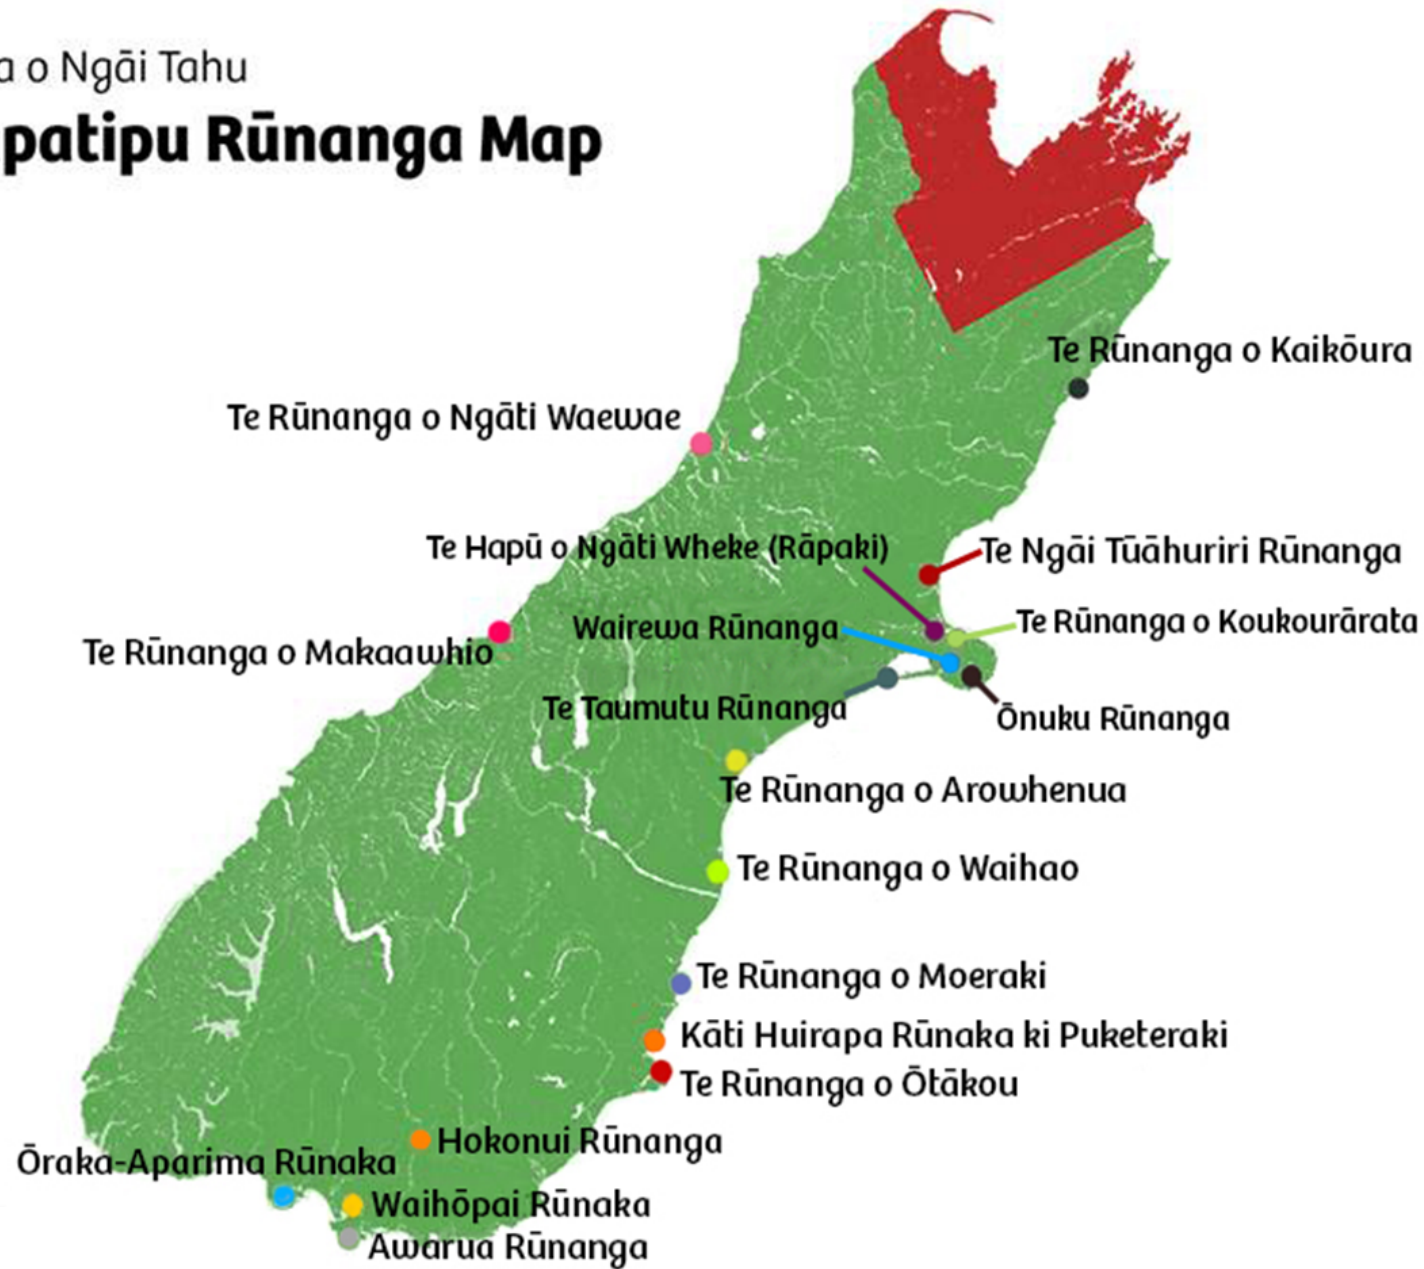 a o Ngāi Tahu
patipu Rūnanga Map
Te Rūnanga o Kaikōura
Te Rūnanga o Ngāti Waewae
Te Hapū o Ngāti Wheke (Rāpaki)
Te Ngāi Tūāhuriri Rūnanga
Te Rūnanga o Koukourārata
Wairewa Rūnanga
Te Rūnanga o Makaawhio
Te Taumutu Rūnanga
Ōnuku Rūnanga
Te Rūnanga o Arowhenua
Te Rūnanga o Waihao
Te Rūnanga o Moeraki
Kāti Huirapa Rūnaka ki Puketeraki
Te Rūnanga o Ōtākou
Hokonui Rūnanga
Ōraka-Aparima Rūnaka
Waihōpai Rūnaka
Awarua Rūnanga